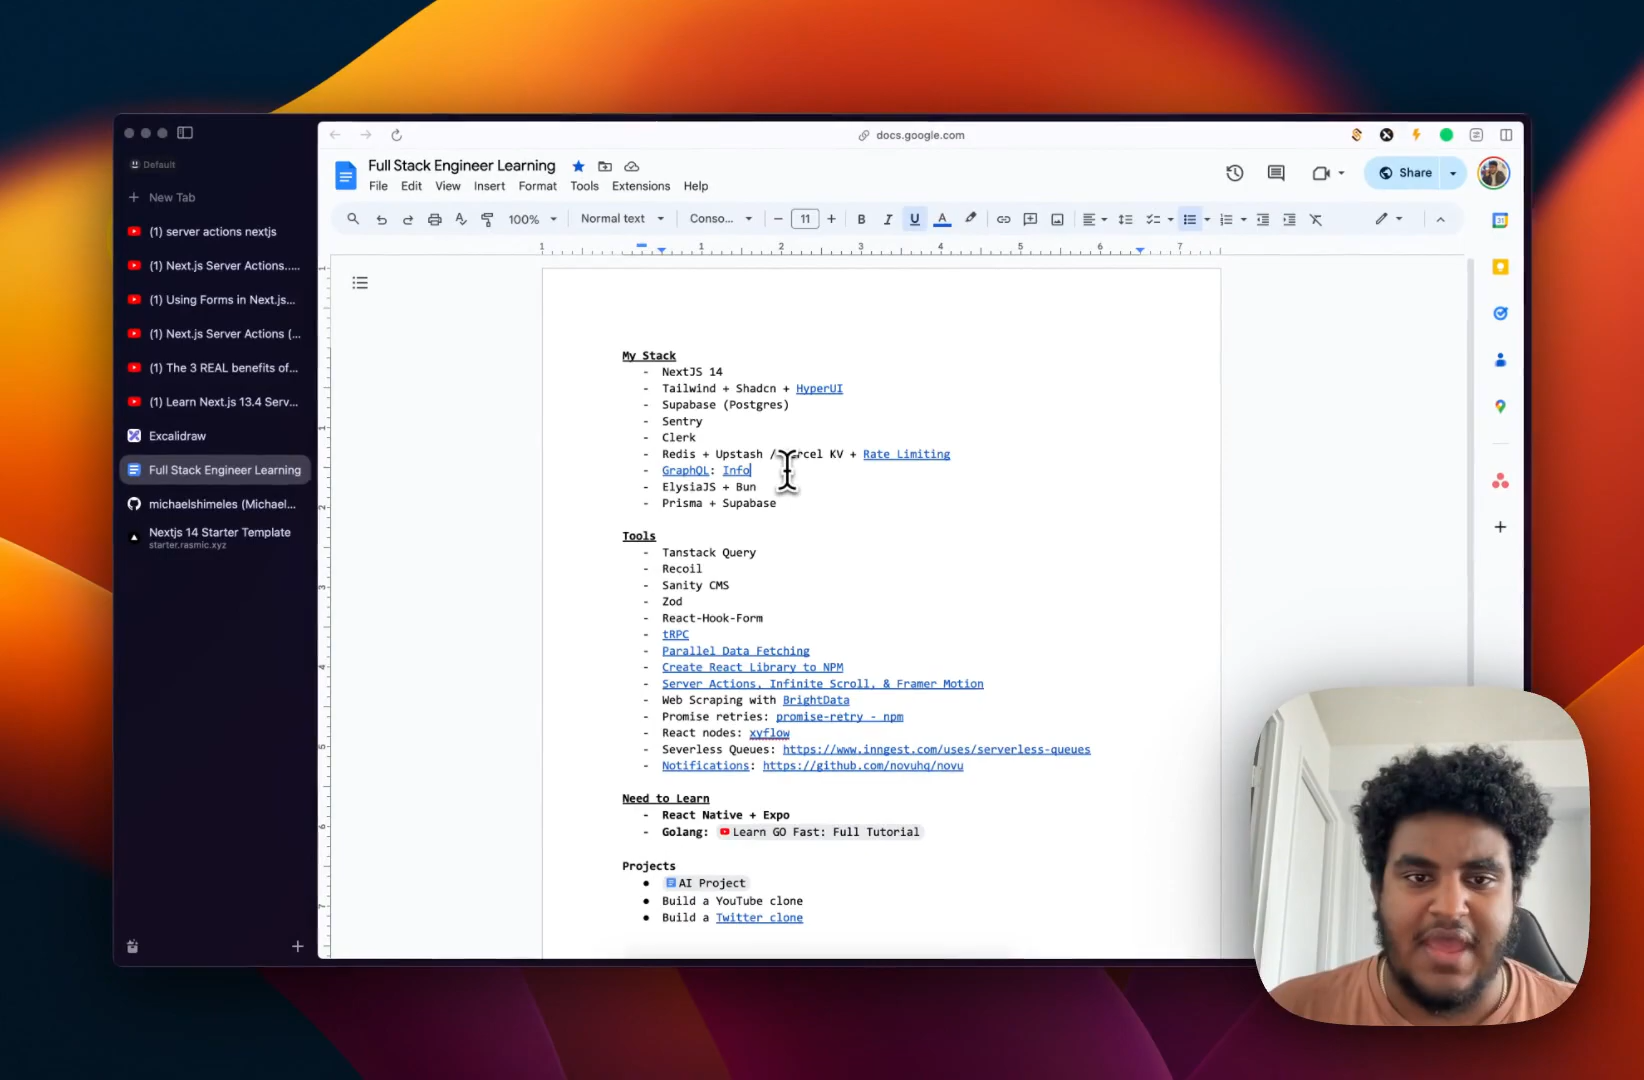 docs.google.com
Default
New Tab
(1) server actions nextjs
(1) Next.js Server Actions.....
(1) Using Forms in Next.js...
(1) Next.js Server Actions (...
(1) The 3 REAL benefits of...
(1) Learn Next.js 13.4 Serv...
Excalidraw
Full Stack Engineer Learning
michaelshimeles (Michael...
Nextjs 14 Starter Template
starter.rasmic.xyz
Full Stack Engineer Learning
File Edit View Insert Format Tools Extensions Help
Share
100% Normal text Conso... 11 B I U A
1 1 2 3 4 5 6 7
My Stack
- NextJS 14
- Tailwind + Shadcn + HyperUI
- Supabase (Postgres)
- Sentry
- Clerk
- Redis + Upstash / KV + Rate Limiting
- GraphQL: Info
- ElysiaJS + Bun
- Prisma + Supabase
Tools
- Tanstack Query
- Recoil
- Sanity CMS
- Zod
- React-Hook-Form
- tRPC
- Parallel Data Fetching
- Create React Library to NPM
- Server Actions, Infinite Scroll, & Framer Motion
- Web Scraping with BrightData
- Promise retries: promise-retry - npm
- React nodes: xyflow
- Severless Queues: https://www.inngest.com/uses/serverless-queues
- Notifications: https://github.com/novuhq/novu
Need to Learn
- React Native + Expo
- Golang: Learn GO Fast: Full Tutorial
Projects
● AI Project
● Build a YouTube clone
● Build a Twitter clone